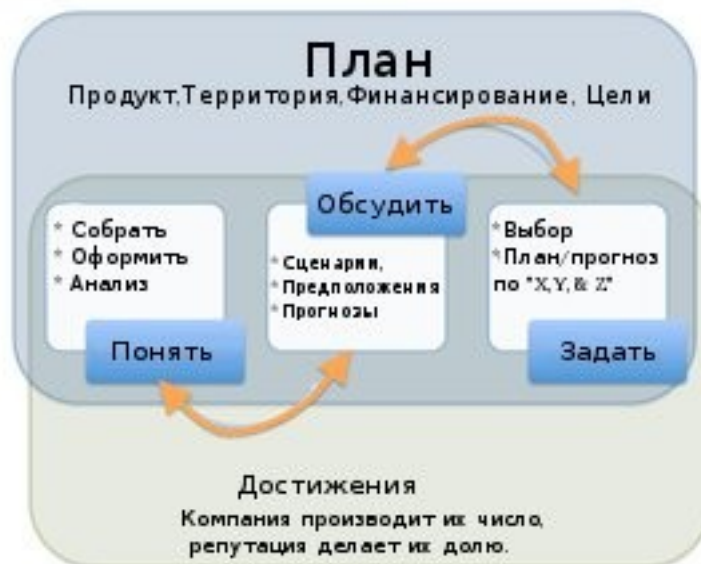 План
Продукт,Территория,Финансирование, Цели
* Собрать
* Оформить
* Анализ
Понять
Обсудить
* Сценарии,
* Предположения
* Прогнозы
* Выбор
* План/прогноз
по "X,Y, & Z"
Задать
Достижения
Компания производит их число,
репутация делает их долю.